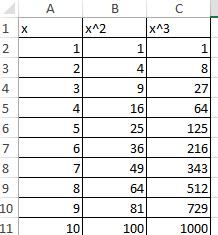 A B C
1 x x^2 x^3
2 1 1 1
3 2 4 8
4 3 9 27
5 4 16 64
6 5 25 125
7 6 36 216
8 7 49 343
9 8 64 512
10 9 81 729
11 10 100 1000